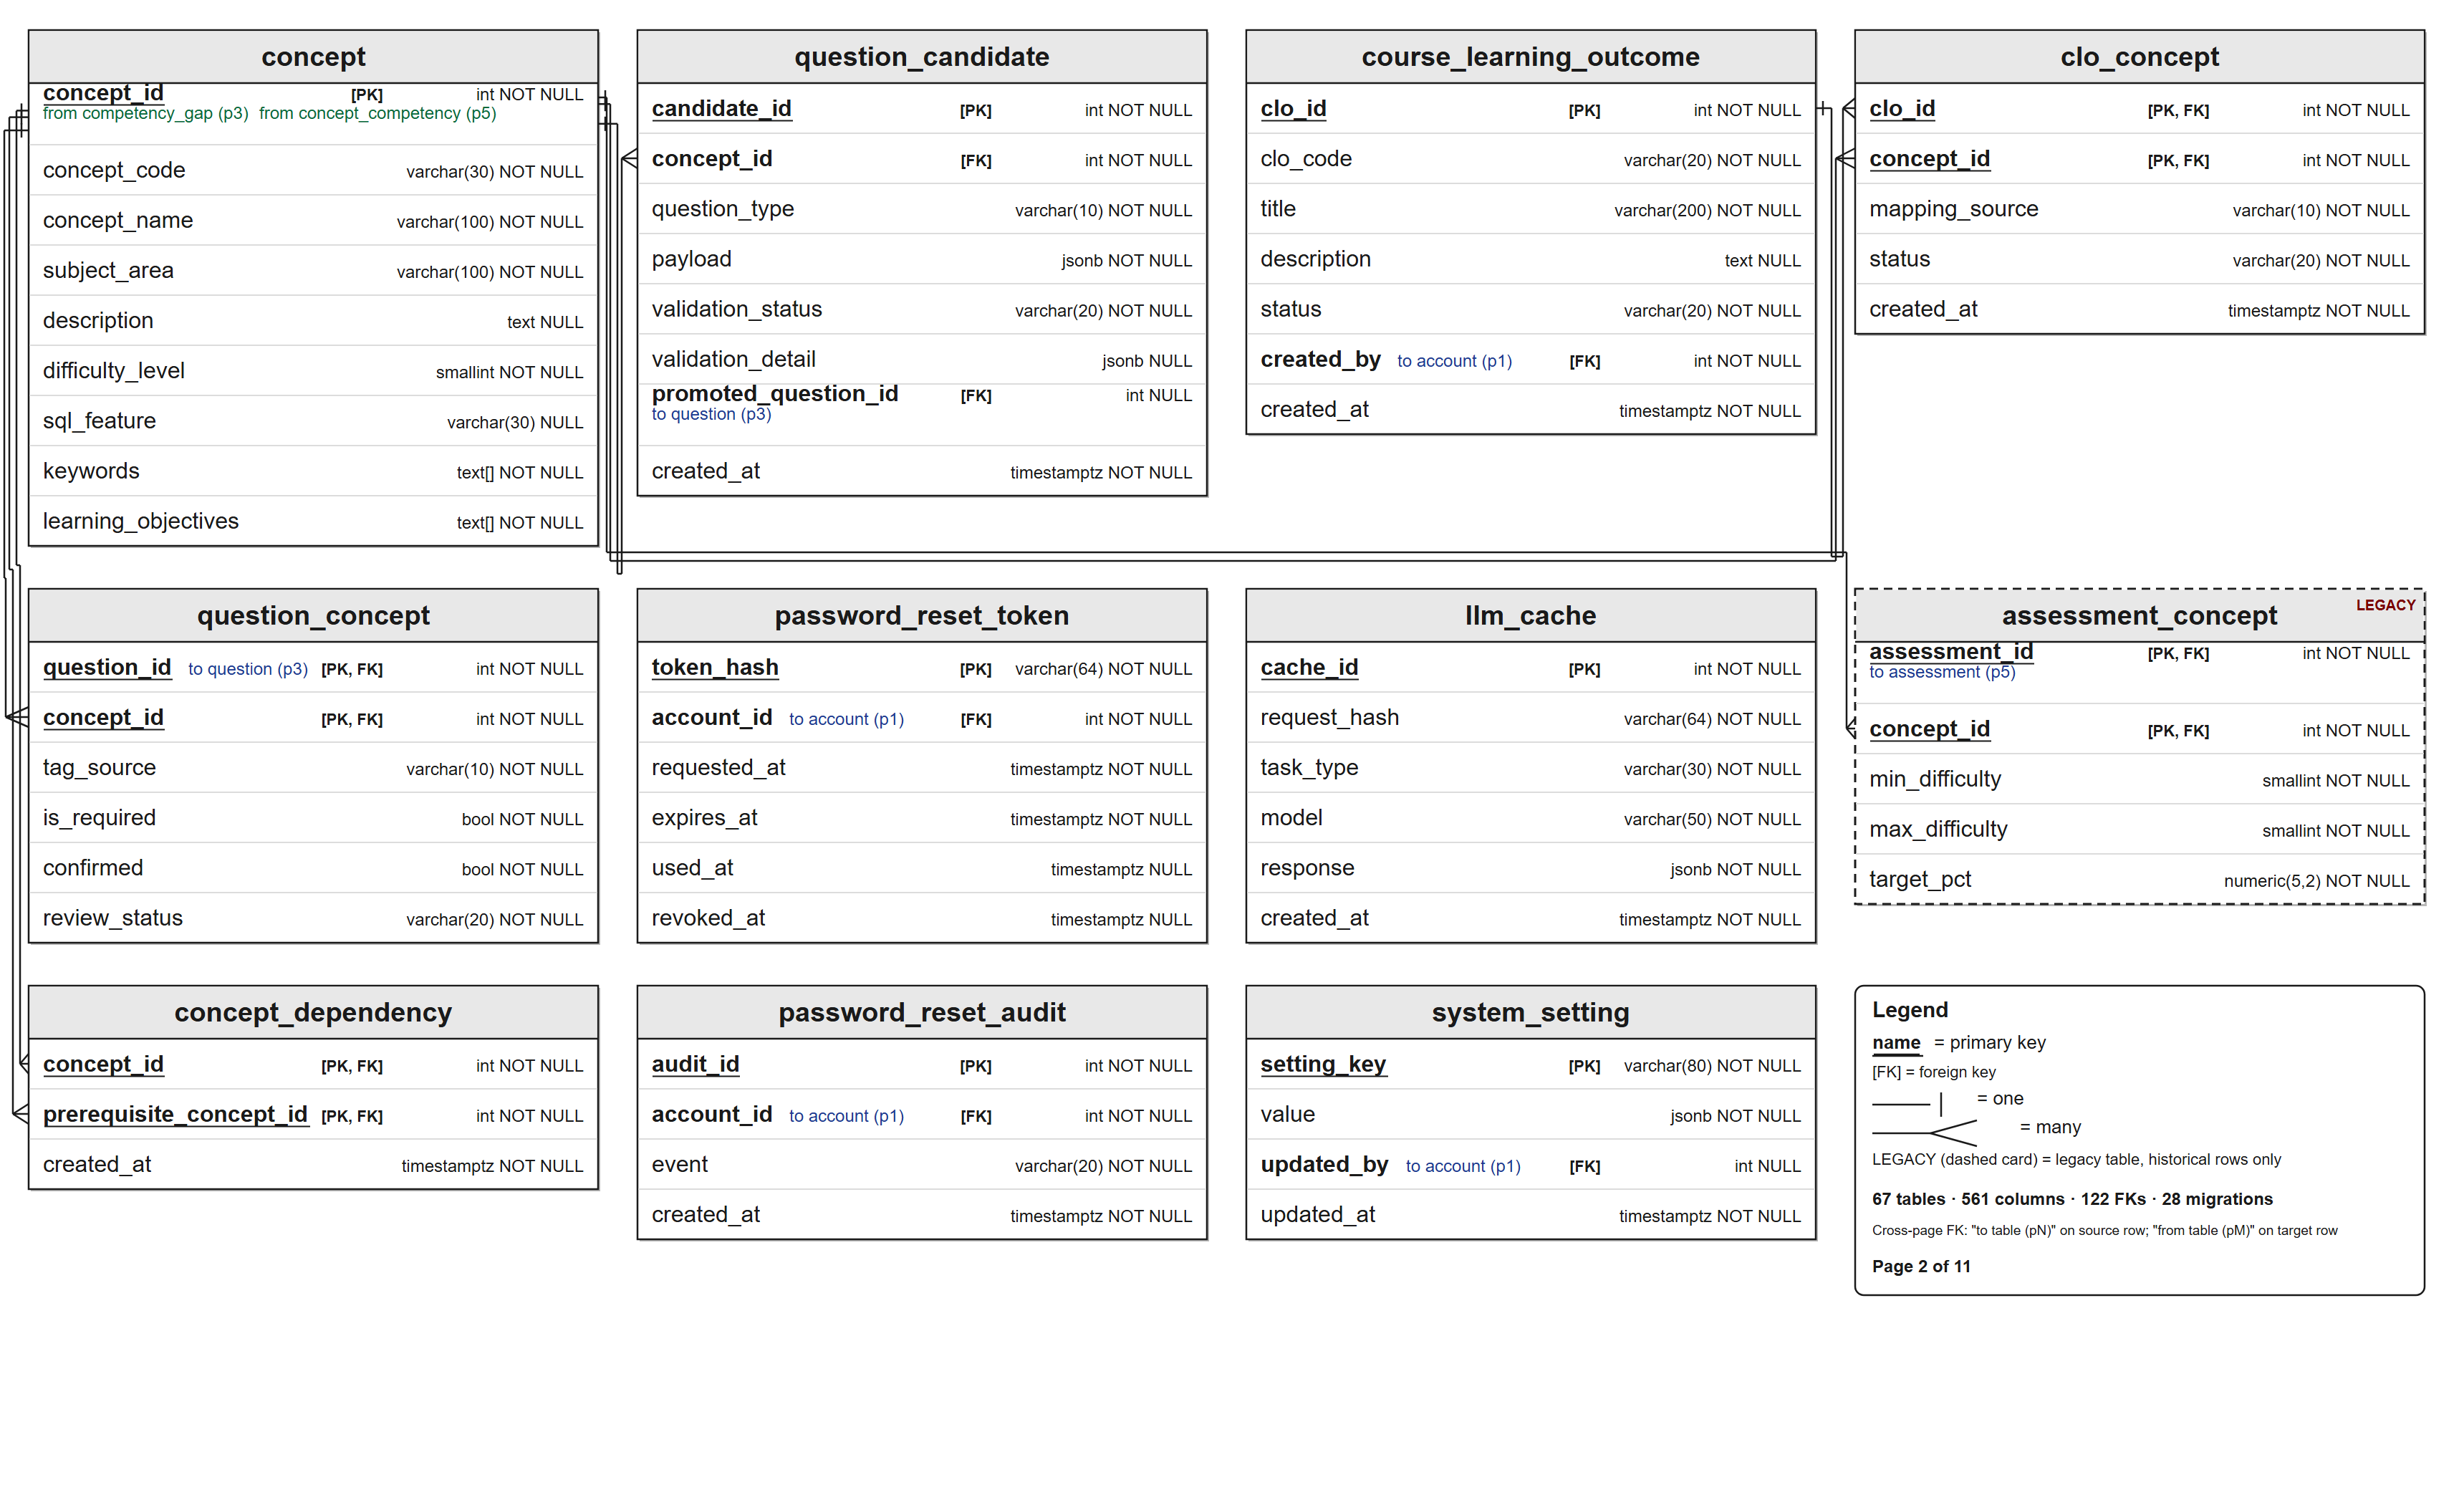 concept
concept_id [PK] int NOT NULL
from competency_gap (p3) from concept_competency (p5)
concept_code varchar(30) NOT NULL
concept_name varchar(100) NOT NULL
subject_area varchar(100) NOT NULL
description text NULL
difficulty_level smallint NOT NULL
sql_feature varchar(30) NULL
keywords text[] NOT NULL
learning_objectives text[] NOT NULL
question_candidate
candidate_id [PK] int NOT NULL
concept_id [FK] int NOT NULL
question_type varchar(10) NOT NULL
payload jsonb NOT NULL
validation_status varchar(20) NOT NULL
validation_detail jsonb NULL
promoted_question_id [FK] int NULL
to question (p3)
created_at timestamptz NOT NULL
course_learning_outcome
clo_id [PK] int NOT NULL
clo_code varchar(20) NOT NULL
title varchar(200) NOT NULL
description text NULL
status varchar(20) NOT NULL
created_by to account (p1) [FK] int NOT NULL
created_at timestamptz NOT NULL
clo_concept
clo_id [PK, FK] int NOT NULL
concept_id [PK, FK] int NOT NULL
mapping_source varchar(10) NOT NULL
status varchar(20) NOT NULL
created_at timestamptz NOT NULL
question_concept
question_id to question (p3) [PK, FK] int NOT NULL
concept_id [PK, FK] int NOT NULL
tag_source varchar(10) NOT NULL
is_required bool NOT NULL
confirmed bool NOT NULL
review_status varchar(20) NOT NULL
password_reset_token
token_hash [PK] varchar(64) NOT NULL
account_id to account (p1) [FK] int NOT NULL
requested_at timestamptz NOT NULL
expires_at timestamptz NOT NULL
used_at timestamptz NULL
revoked_at timestamptz NULL
llm_cache
cache_id [PK] int NOT NULL
request_hash varchar(64) NOT NULL
task_type varchar(30) NOT NULL
model varchar(50) NOT NULL
response jsonb NOT NULL
created_at timestamptz NOT NULL
LEGACY
assessment_concept
assessment_id [PK, FK] int NOT NULL
to assessment (p5)
concept_id [PK, FK] int NOT NULL
min_difficulty smallint NOT NULL
max_difficulty smallint NOT NULL
target_pct numeric(5,2) NOT NULL
concept_dependency
concept_id [PK, FK] int NOT NULL
prerequisite_concept_id [PK, FK] int NOT NULL
created_at timestamptz NOT NULL
password_reset_audit
audit_id [PK] int NOT NULL
account_id to account (p1) [FK] int NOT NULL
event varchar(20) NOT NULL
created_at timestamptz NOT NULL
system_setting
setting_key [PK] varchar(80) NOT NULL
value jsonb NOT NULL
updated_by to account (p1) [FK] int NULL
updated_at timestamptz NOT NULL
Legend
name = primary key
[FK] = foreign key
= one
= many
LEGACY (dashed card) = legacy table, historical rows only
67 tables · 561 columns · 122 FKs · 28 migrations
Cross-page FK: "to table (pN)" on source row; "from table (pM)" on target row
Page 2 of 11